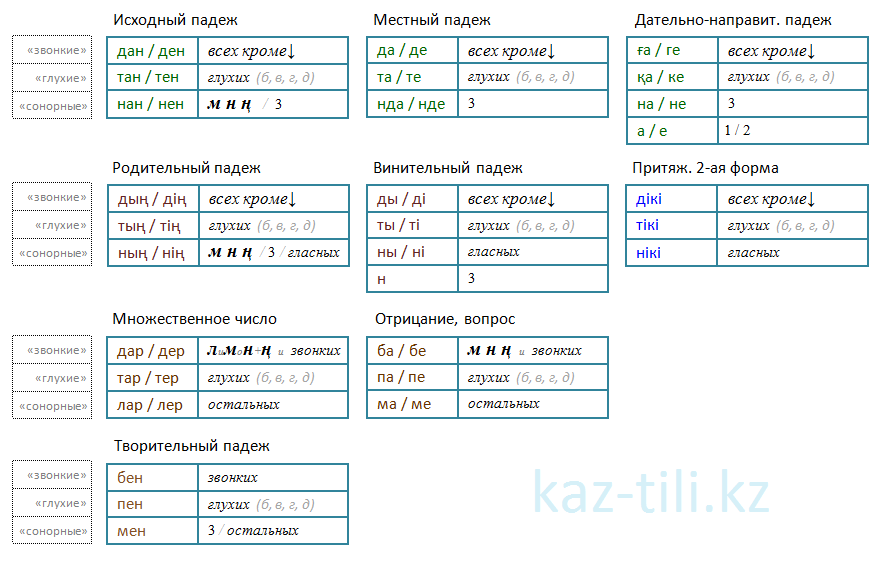 Исходный падеж
«звонкие» дан / ден всех кроме↓
«глухие» тан / тен глухих (б, в, г, д)
«сонорные» нан / нен м н ң / 3
Местный падеж
да / де всех кроме↓
та / те глухих (б, в, г, д)
нда / нде 3
Дательно-направит. падеж
ға / ге всех кроме↓
қа / ке глухих (б, в, г, д)
на / не 3
а / е 1 / 2
Родительный падеж
«звонкие» дың / дің всех кроме↓
«глухие» тың / тің глухих (б, в, г, д)
«сонорные» ның / нің м н ң / 3 / гласных
Винительный падеж
ды / ді всех кроме↓
ты / ті глухих (б, в, г, д)
ны / ні гласных
н 3
Притяж. 2-ая форма
дікі всех кроме↓
тікі глухих (б, в, г, д)
нікі гласных
Множественное число
«звонкие» дар / дер лимон+ң и звонких
«глухие» тар / тер глухих (б, в, г, д)
«сонорные» лар / лер остальных
Отрицание, вопрос
ба / бе м н ң и звонких
па / пе глухих (б, в, г, д)
ма / ме остальных
Творительный падеж
«звонкие» бен звонких
«глухие» пен глухих (б, в, г, д)
«сонорные» мен 3 / остальных
kaz-tili.kz